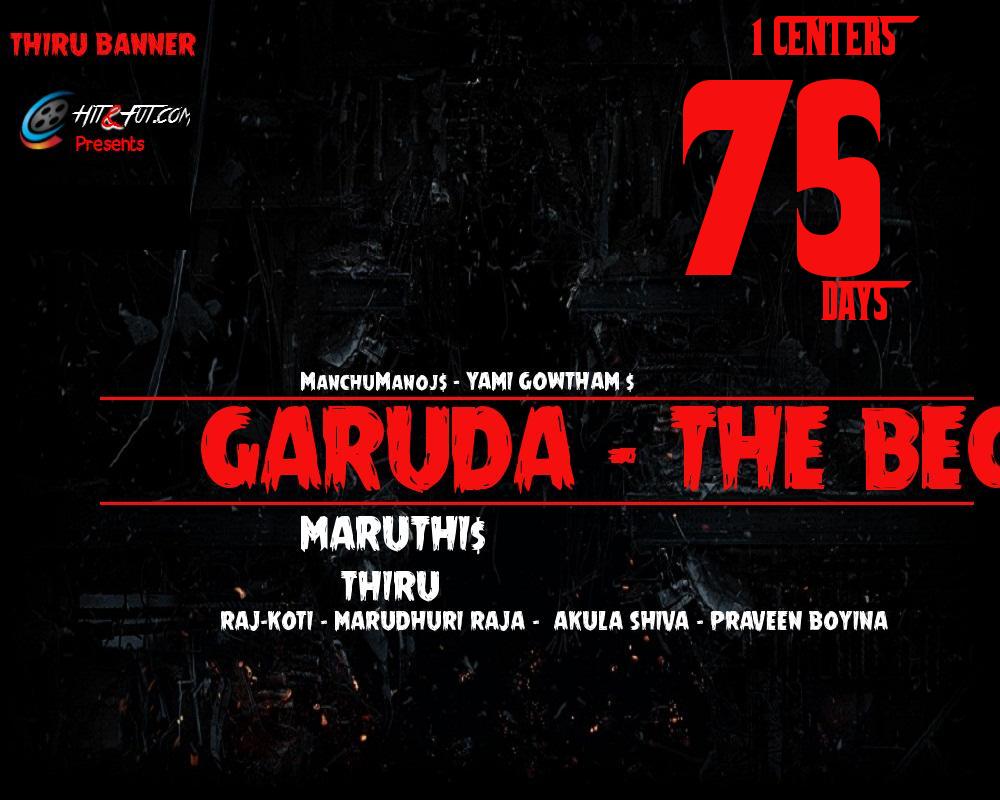 THIRU BANNER
HIT&FUT.COM
Presents
1 CENTERS
75
DAYS
MANCHUMANOJ$ - YAMI GOWTHAM $
GARUDA - THE BEG
MARUTHI$
THIRU
RAJ-KOTI - MARUDHURI RAJA - AKULA SHIVA - PRAVEEN BOYINA